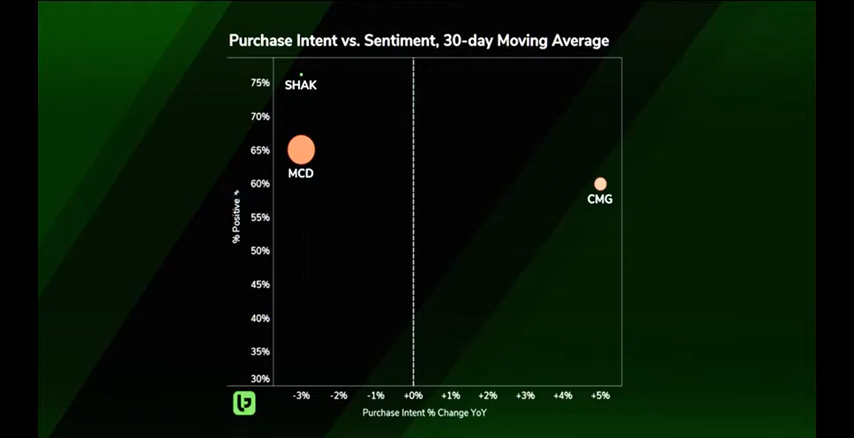 Purchase Intent vs. Sentiment, 30-day Moving Average
75%
SHAK
70%
65%
MCD
60%
CMG
% Positive
55%
50%
45%
40%
35%
30%
-3% -2% -1% +0% +1% +2% +3% +4% +5%
Purchase Intent % Change YoY